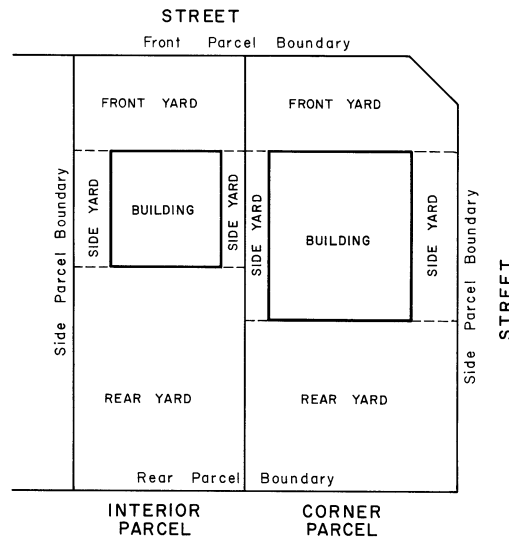 STREET
Front Parcel Boundary
FRONT YARD
FRONT YARD
Side Parcel Boundary
SIDE YARD
BUILDING
SIDE YARD
SIDE YARD
BUILDING
SIDE YARD
Side Parcel Boundary
STREET
REAR YARD
REAR YARD
Rear Parcel Boundary
INTERIOR
PARCEL
CORNER
PARCEL